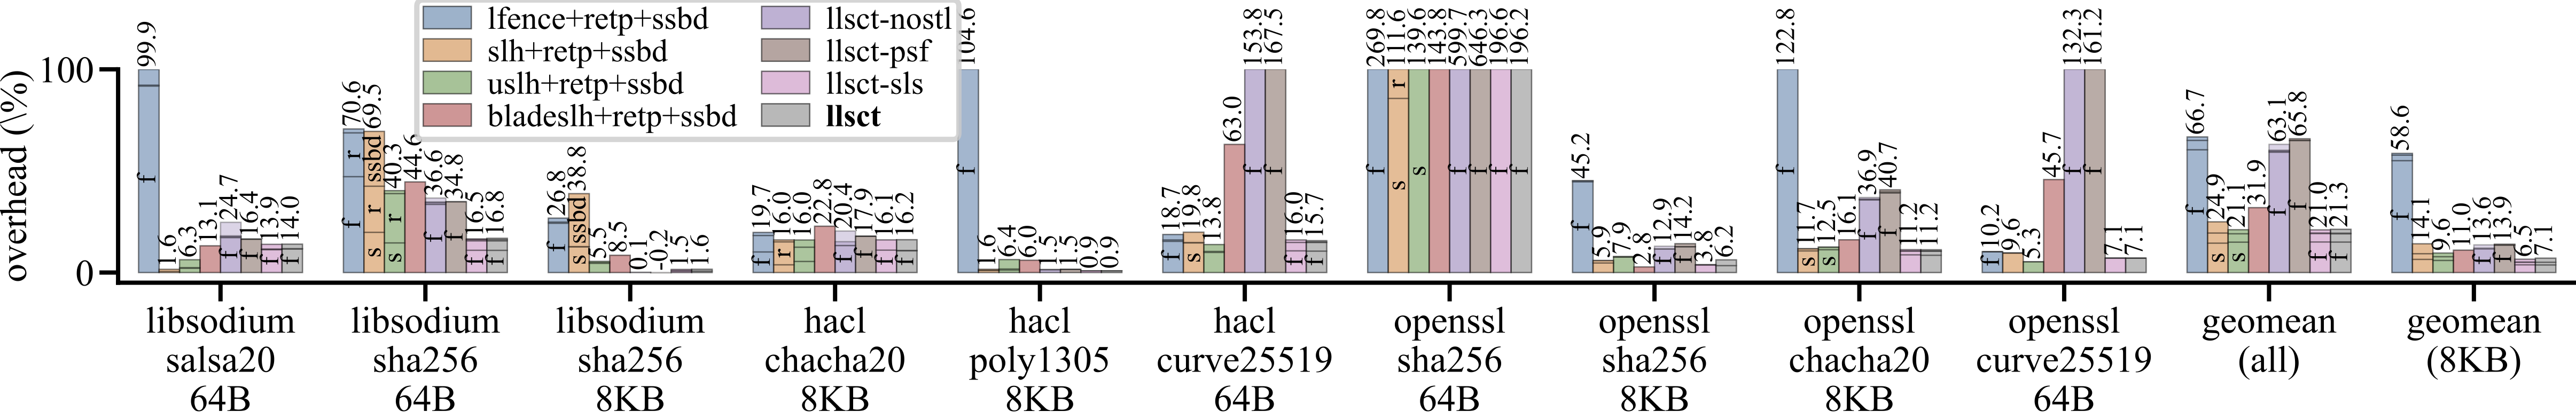 overhead (\%)
100
0
lfence+retp+ssbd
slh+retp+ssbd
uslh+retp+ssbd
bladeslh+retp+ssbd
llsct-nostl
llsct-psf
llsct-sls
llsct
99.9
f
1.6
6.3
13.1
24.7
f
16.4
f
13.9
f
14.0
f
libsodium
salsa20
64B
70.6
f
r
69.5
s
r
ssbd
40.3
s
r
44.6
36.6
f
34.8
f
16.5
f
16.8
f
libsodium
sha256
64B
26.8
f
38.8
s
ssbd
5.5
8.5
0.1
-0.2
1.5
1.6
libsodium
sha256
8KB
19.7
f
16.0
r
16.0
22.8
20.4
f
17.9
f
16.1
f
16.2
f
hacl
chacha20
8KB
104.6
f
1.6
6.4
6.0
1.5
1.5
0.9
0.9
hacl
poly1305
8KB
18.7
f
19.8
s
13.8
63.0
153.8
f
167.5
f
16.0
f
15.7
f
hacl
curve25519
64B
269.8
f
111.6
s
r
139.6
s
143.8
599.7
f
646.3
f
196.6
f
196.2
f
openssl
sha256
64B
45.2
f
5.9
7.9
2.8
12.9
f
14.2
f
3.8
6.2
openssl
sha256
8KB
122.8
f
11.7
s
12.5
s
16.1
36.9
f
40.7
f
11.2
11.2
openssl
chacha20
8KB
10.2
f
9.6
5.3
45.7
132.3
f
161.2
f
7.1
7.1
openssl
curve25519
64B
66.7
f
24.9
s
21.1
s
31.9
63.1
f
65.8
f
21.0
f
21.3
f
geomean
(all)
58.6
f
14.1
9.6
11.0
13.6
f
13.9
f
6.5
7.1
geomean
(8KB)